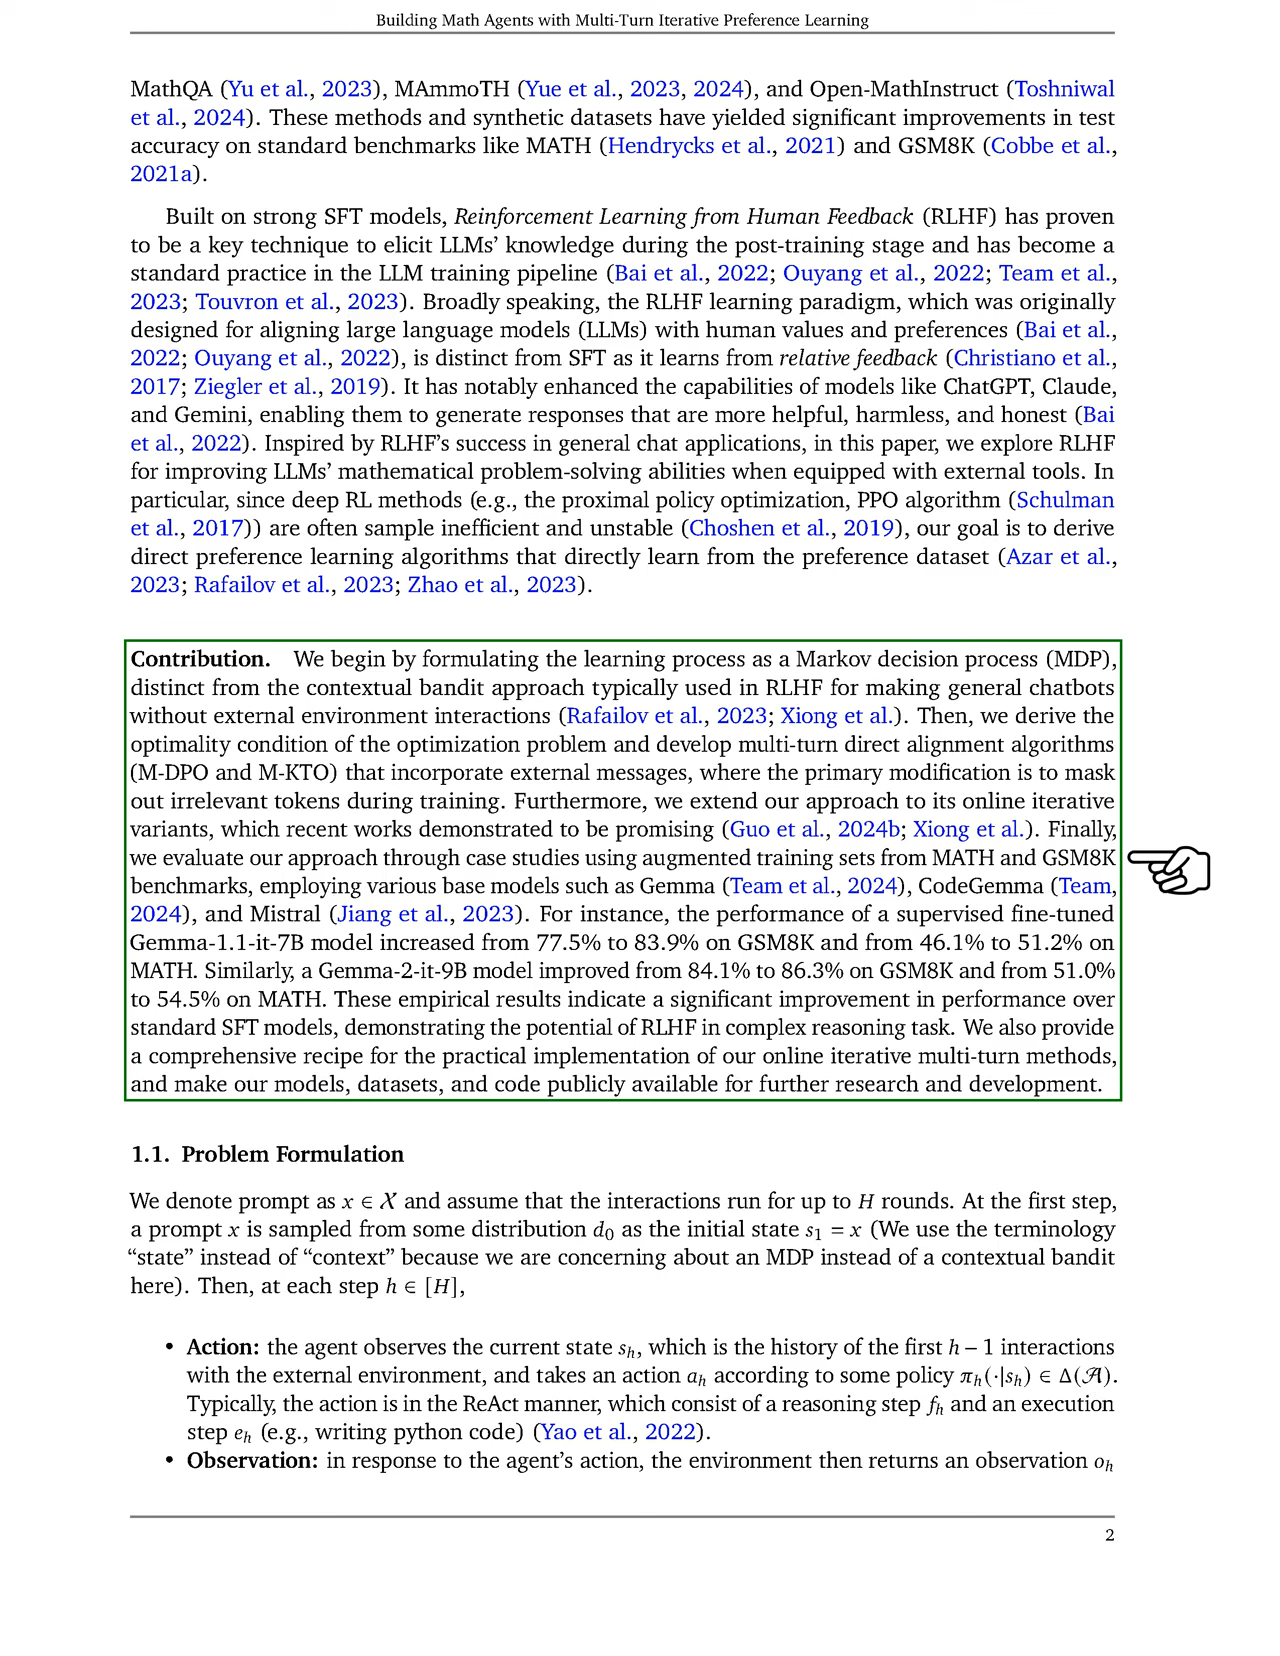 Building Math Agents with Multi-Turn Iterative Preference Learning
MathQA (Yu et al., 2023), MAmmoTH (Yue et al., 2023, 2024), and Open-MathInstruct (Toshniwal
et al., 2024). These methods and synthetic datasets have yielded significant improvements in test
accuracy on standard benchmarks like MATH (Hendrycks et al., 2021) and GSM8K (Cobbe et al.,
2021a).
Built on strong SFT models, Reinforcement Learning from Human Feedback (RLHF) has proven
to be a key technique to elicit LLMs’ knowledge during the post-training stage and has become a
standard practice in the LLM training pipeline (Bai et al., 2022; Ouyang et al., 2022; Team et al.,
2023; Touvron et al., 2023). Broadly speaking, the RLHF learning paradigm, which was originally
designed for aligning large language models (LLMs) with human values and preferences (Bai et al.,
2022; Ouyang et al., 2022), is distinct from SFT as it learns from relative feedback (Christiano et al.,
2017; Ziegler et al., 2019). It has notably enhanced the capabilities of models like ChatGPT, Claude,
and Gemini, enabling them to generate responses that are more helpful, harmless, and honest (Bai
et al., 2022). Inspired by RLHF’s success in general chat applications, in this paper, we explore RLHF
for improving LLMs’ mathematical problem-solving abilities when equipped with external tools. In
particular, since deep RL methods (e.g., the proximal policy optimization, PPO algorithm (Schulman
et al., 2017)) are often sample inefficient and unstable (Choshen et al., 2019), our goal is to derive
direct preference learning algorithms that directly learn from the preference dataset (Azar et al.,
2023; Rafailov et al., 2023; Zhao et al., 2023).
Contribution. We begin by formulating the learning process as a Markov decision process (MDP),
distinct from the contextual bandit approach typically used in RLHF for making general chatbots
without external environment interactions (Rafailov et al., 2023; Xiong et al.). Then, we derive the
optimality condition of the optimization problem and develop multi-turn direct alignment algorithms
(M-DPO and M-KTO) that incorporate external messages, where the primary modification is to mask
out irrelevant tokens during training. Furthermore, we extend our approach to its online iterative
variants, which recent works demonstrated to be promising (Guo et al., 2024b; Xiong et al.). Finally,
we evaluate our approach through case studies using augmented training sets from MATH and GSM8K
benchmarks, employing various base models such as Gemma (Team et al., 2024), CodeGemma (Team,
2024), and Mistral (Jiang et al., 2023). For instance, the performance of a supervised fine-tuned
Gemma-1.1-it-7B model increased from 77.5% to 83.9% on GSM8K and from 46.1% to 51.2% on
MATH. Similarly, a Gemma-2-it-9B model improved from 84.1% to 86.3% on GSM8K and from 51.0%
to 54.5% on MATH. These empirical results indicate a significant improvement in performance over
standard SFT models, demonstrating the potential of RLHF in complex reasoning task. We also provide
a comprehensive recipe for the practical implementation of our online iterative multi-turn methods,
and make our models, datasets, and code publicly available for further research and development.
1.1. Problem Formulation
We denote prompt as x ∈ 𝒳 and assume that the interactions run for up to H rounds. At the first step,
a prompt x is sampled from some distribution d₀ as the initial state s₁ = x (We use the terminology
“state” instead of “context” because we are concerning about an MDP instead of a contextual bandit
here). Then, at each step h ∈ [H],
• Action: the agent observes the current state sₕ, which is the history of the first h − 1 interactions
with the external environment, and takes an action aₕ according to some policy πₕ(·|sₕ) ∈ Δ(𝒜).
Typically, the action is in the ReAct manner, which consist of a reasoning step fₕ and an execution
step eₕ (e.g., writing python code) (Yao et al., 2022).
• Observation: in response to the agent’s action, the environment then returns an observation oₕ
2